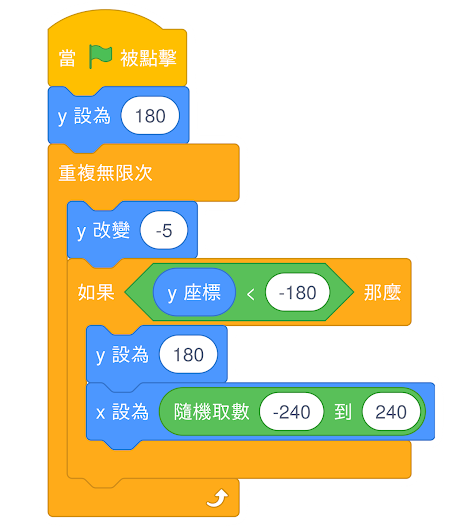 當 被點擊
y 設為 180
重複無限次
y 改變 -5
如果 y 座標 < -180 那麼
y 設為 180
x 設為 隨機取數 -240 到 240